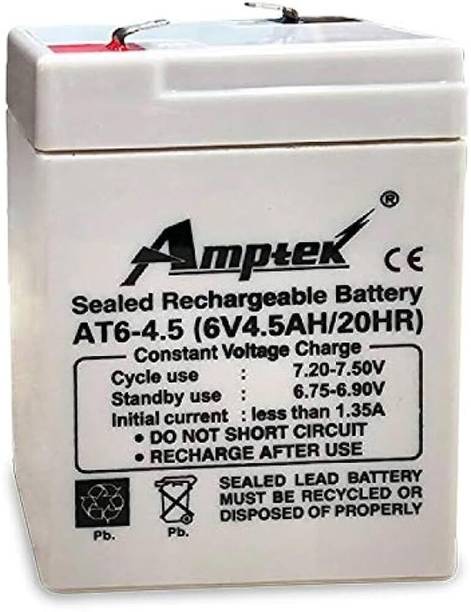 Amptek ®
CE
Sealed Rechargeable Battery
AT6-4.5 (6V4.5AH/20HR)
Constant Voltage Charge
Cycle use : 7.20-7.50V
Standby use : 6.75-6.90V
Initial current : less than 1.35A
• DO NOT SHORT CIRCUIT
• RECHARGE AFTER USE
SEALED LEAD BATTERY
MUST BE RECYCLED OR
DISPOSED OF PROPERLY
Pb. Pb.